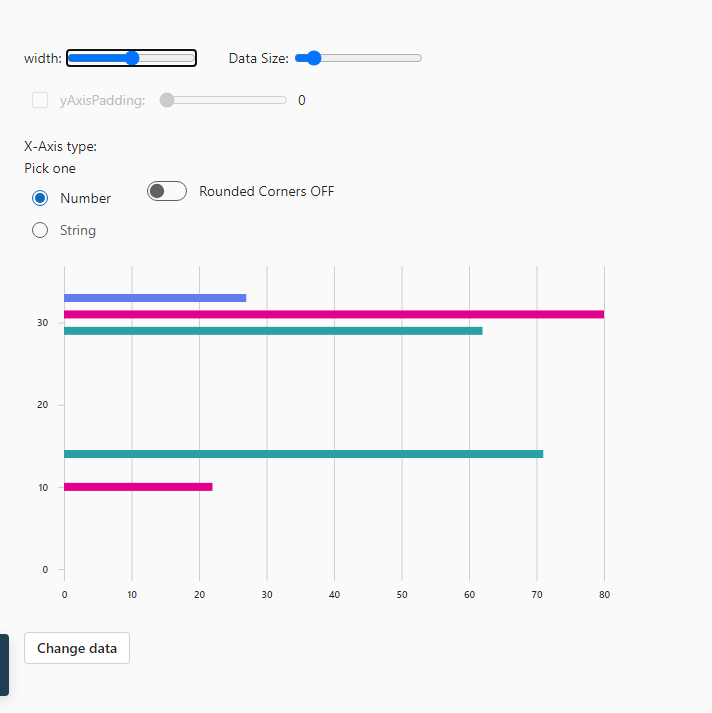 width: Data Size:
yAxisPadding: 0
X-Axis type:
Pick one
Number
Rounded Corners OFF
String
30
20
10
0
0 10 20 30 40 50 60 70 80
Change data